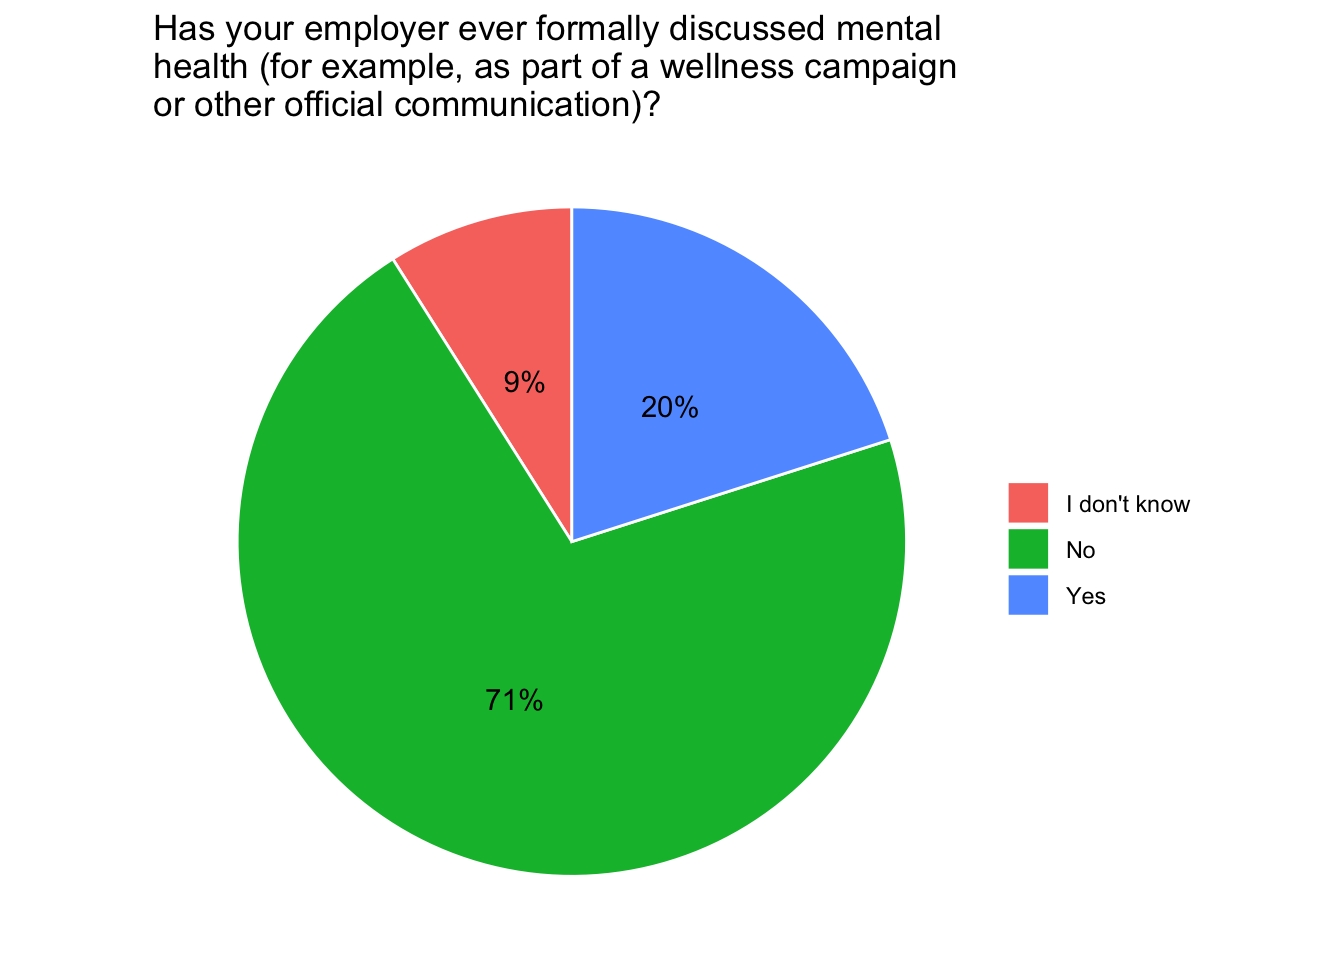 Has your employer ever formally discussed mental
health (for example, as part of a wellness campaign
or other official communication)?
9%
20%
71%
I don't know
No
Yes